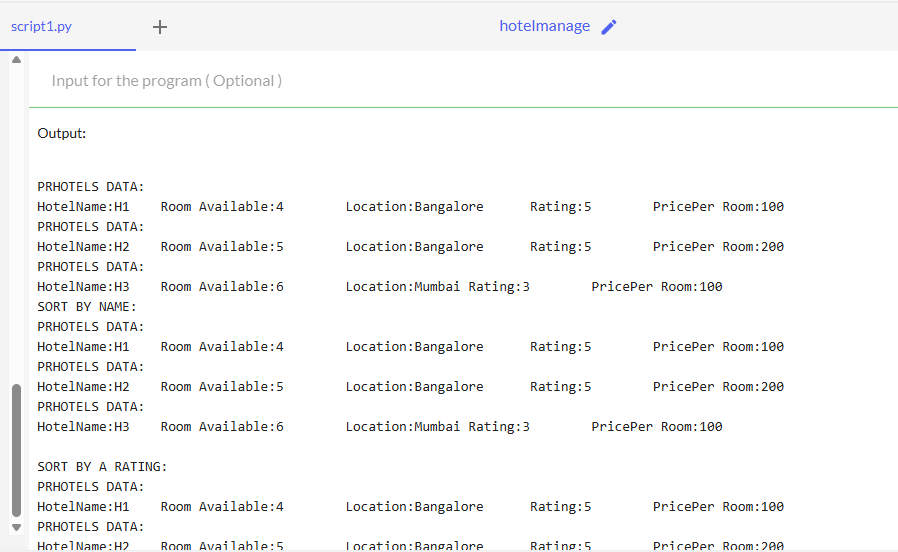 script1.py + hotelmanage
Input for the program ( Optional )
Output:
PRHOTELS DATA:
HotelName:H1 Room Available:4 Location:Bangalore Rating:5 PricePer Room:100
PRHOTELS DATA:
HotelName:H2 Room Available:5 Location:Bangalore Rating:5 PricePer Room:200
PRHOTELS DATA:
HotelName:H3 Room Available:6 Location:Mumbai Rating:3 PricePer Room:100
SORT BY NAME:
PRHOTELS DATA:
HotelName:H1 Room Available:4 Location:Bangalore Rating:5 PricePer Room:100
PRHOTELS DATA:
HotelName:H2 Room Available:5 Location:Bangalore Rating:5 PricePer Room:200
PRHOTELS DATA:
HotelName:H3 Room Available:6 Location:Mumbai Rating:3 PricePer Room:100
SORT BY A RATING:
PRHOTELS DATA:
HotelName:H1 Room Available:4 Location:Bangalore Rating:5 PricePer Room:100
PRHOTELS DATA:
HotelName:H2 Room Available:5 Location:Bangalore Rating:5 PricePer Room:200